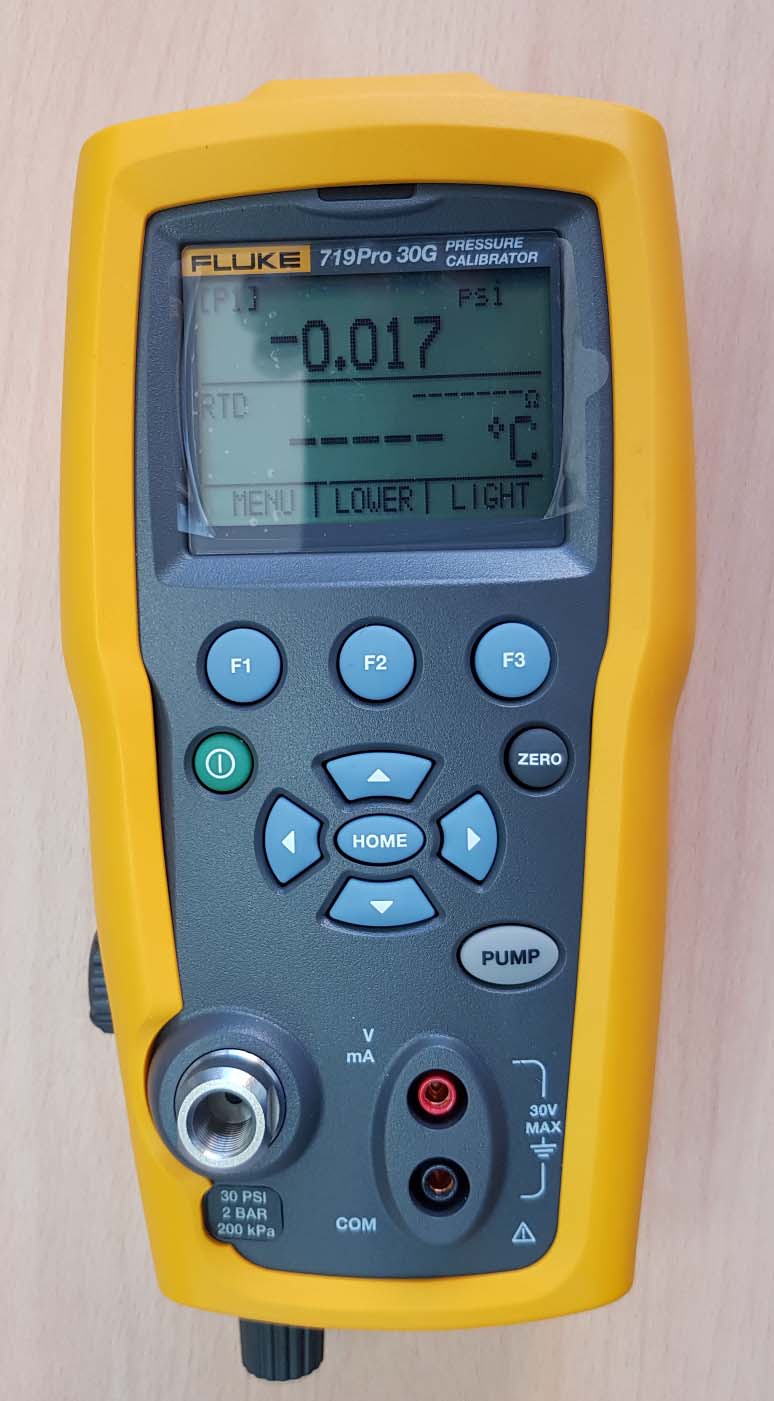 FLUKE 719Pro 30G PRESSURE CALIBRATOR
[P1] psi
-0.017
RTD ------Ω
----- °C
MENU | LOWER | LIGHT
F1 F2 F3
ZERO
HOME
PUMP
V
mA
30V
MAX
30 PSI
2 BAR
200 kPa
COM